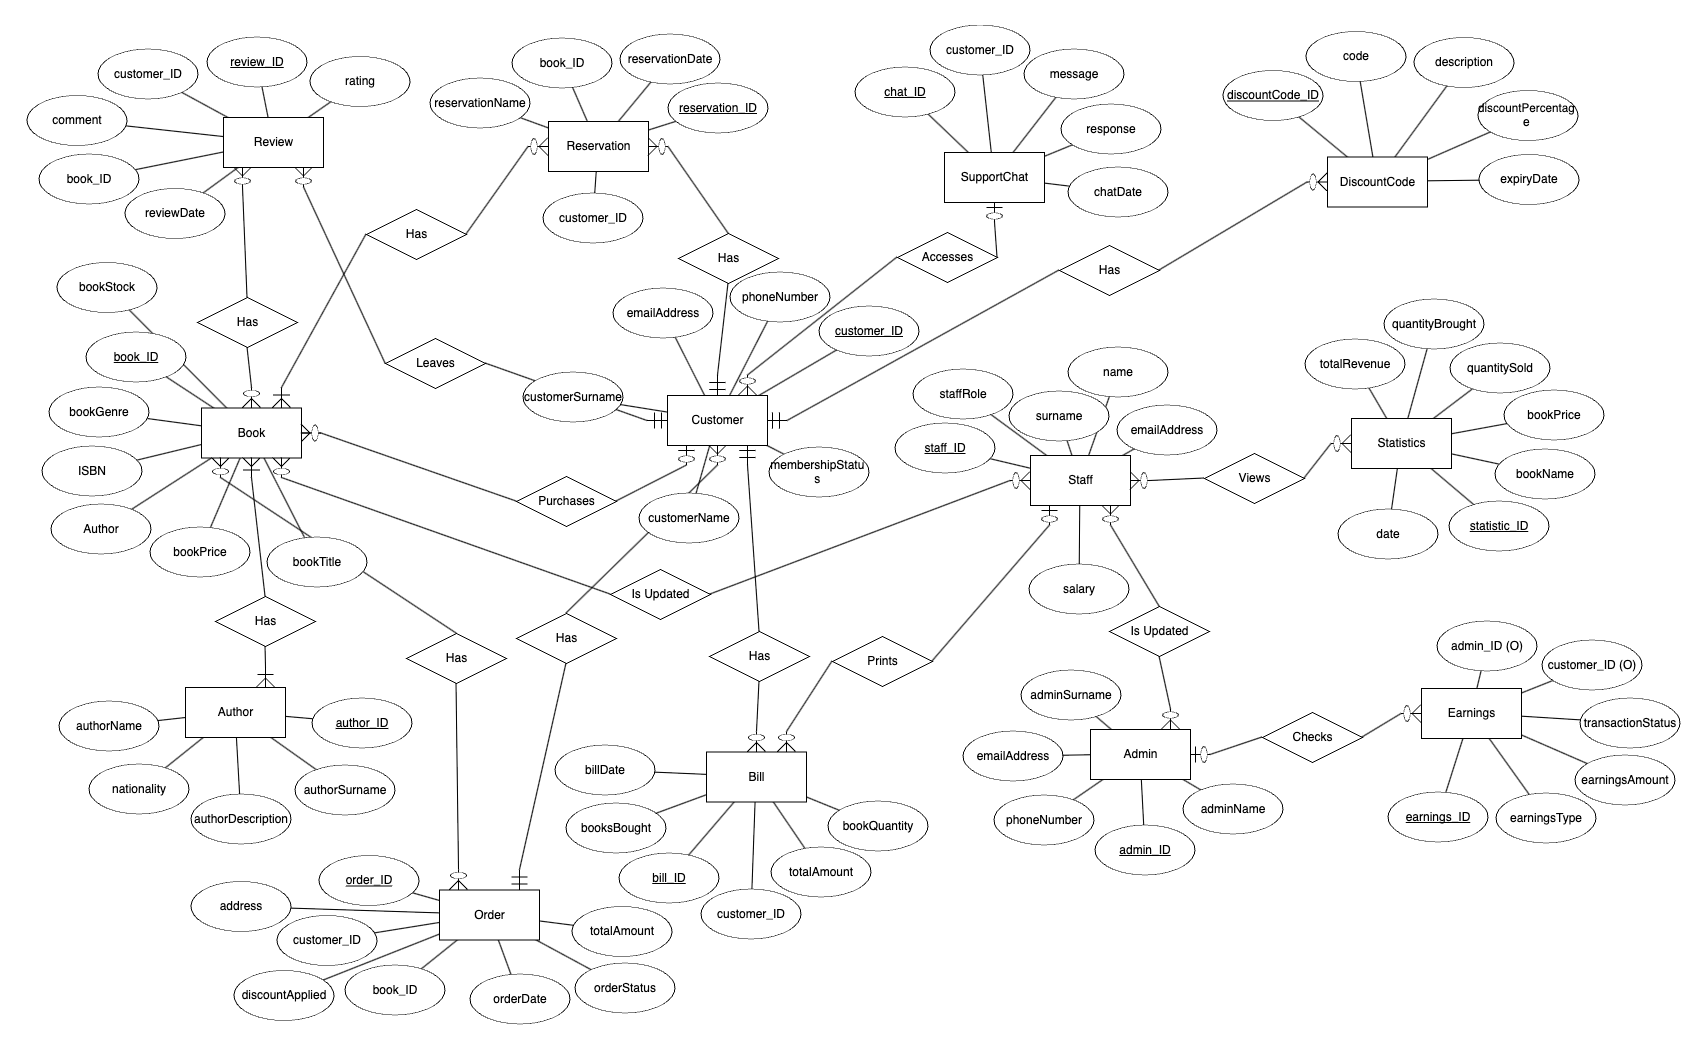 customer_ID
review_ID
rating
comment
Review
book_ID
reviewDate
book_ID
reservationDate
reservationName
reservation_ID
Reservation
customer_ID
customer_ID
chat_ID
message
response
SupportChat
chatDate
code
description
discountCode_ID
discountPercentag
e
DiscountCode
expiryDate
Has
Has
Accesses
Has
bookStock
Has
book_ID
bookGenre
Book
ISBN
Author
bookPrice
bookTitle
Leaves
emailAddress
phoneNumber
customer_ID
customerSurname
Customer
membershipStatu
s
customerName
Purchases
staffRole
name
surname
emailAddress
staff_ID
Staff
salary
Views
quantityBrought
totalRevenue
quantitySold
bookPrice
Statistics
bookName
statistic_ID
date
Is Updated
Has
Has
Has
Has
Prints
Is Updated
Author
authorName
author_ID
nationality
authorSurname
authorDescription
billDate
Bill
booksBought
bookQuantity
bill_ID
totalAmount
customer_ID
adminSurname
emailAddress
Admin
phoneNumber
adminName
admin_ID
Checks
admin_ID (O)
customer_ID (O)
Earnings
transactionStatus
earningsAmount
earnings_ID
earningsType
order_ID
address
Order
customer_ID
totalAmount
discountApplied
book_ID
orderDate
orderStatus